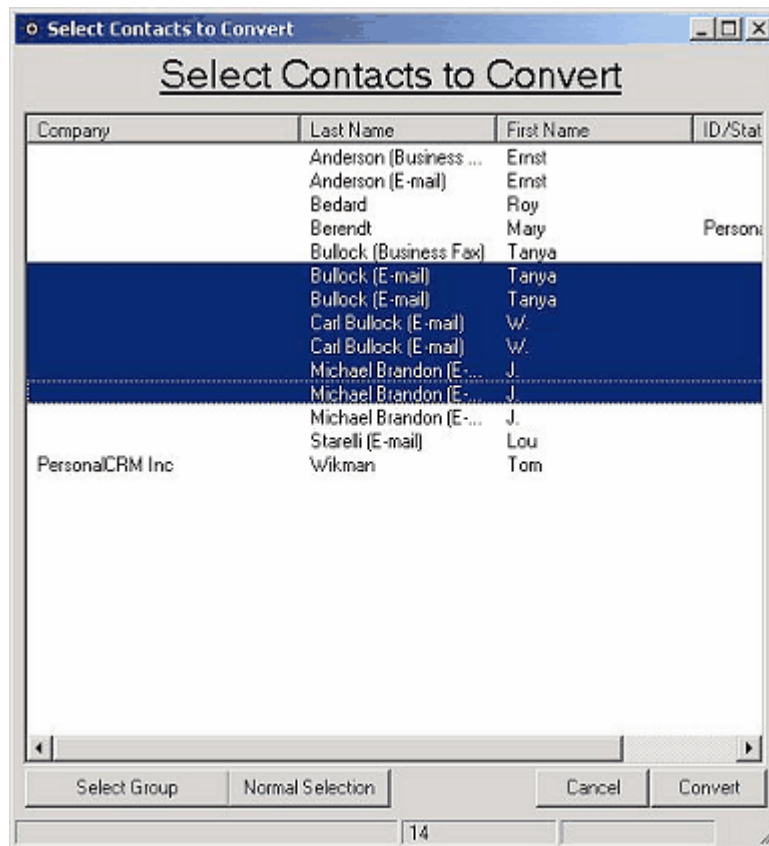 Select Contacts to Convert
Select Contacts to Convert
Company Last Name First Name ID/Stat
Anderson (Business ... Ernst
Anderson (E-mail) Ernst
Bedard Roy
Berendt Mary Persona
Bullock (Business Fax) Tanya
Bullock (E-mail) Tanya
Bullock (E-mail) Tanya
Carl Bullock (E-mail) W.
Carl Bullock (E-mail) W.
Michael Brandon (E-... J.
Michael Brandon (E-... J.
Michael Brandon (E-... J.
Starelli (E-mail) Lou
PersonalCRM Inc Wikman Tom
Select Group Normal Selection Cancel Convert
14